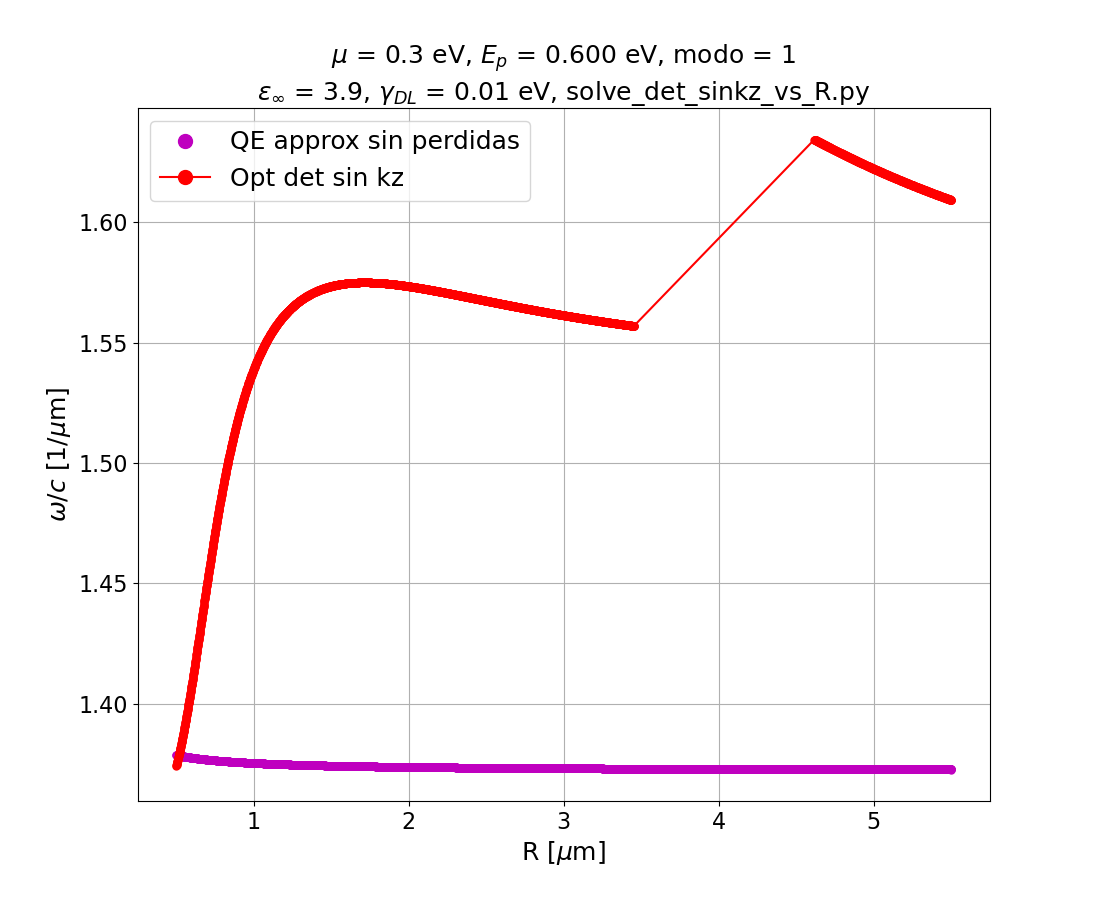 μ = 0.3 eV, E_p = 0.600 eV, modo = 1
ε_∞ = 3.9, γ_DL = 0.01 eV, solve_det_sinkz_vs_R.py
QE approx sin perdidas
Opt det sin kz
1.60
1.55
1.50
1.45
1.40
ω/c [1/μm]
1 2 3 4 5
R [μm]